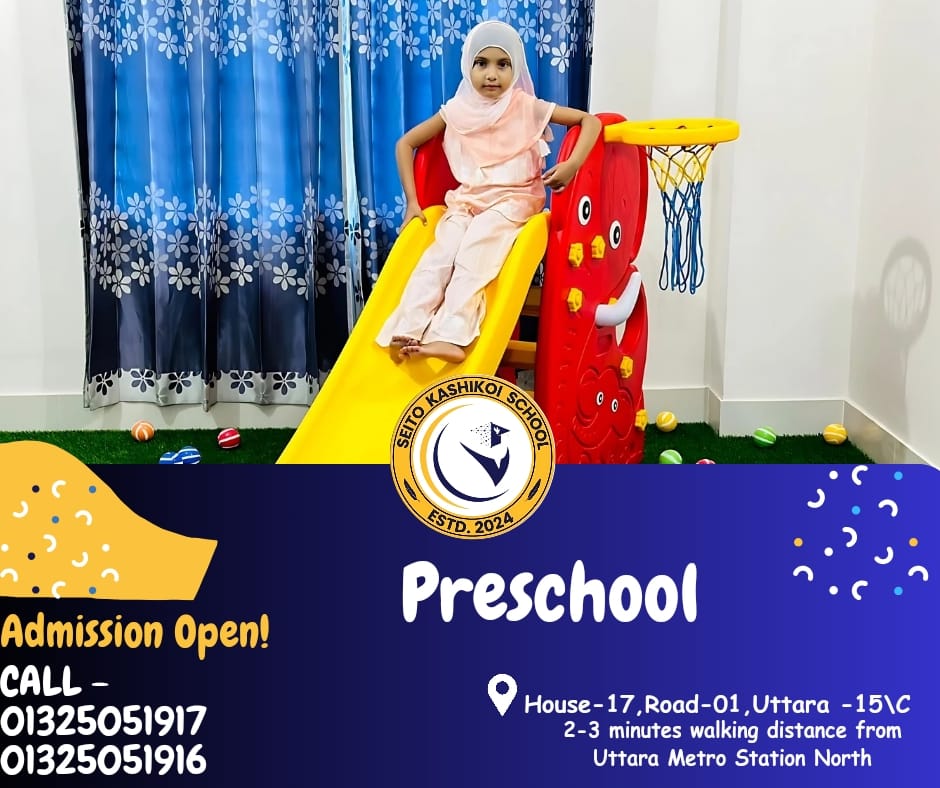 SEITO KASHIKOI SCHOOL
ESTD. 2024
Preschool
Admission Open!
CALL -
01325051917
01325051916
House-17,Road-01,Uttara -15\C
2-3 minutes walking distance from
Uttara Metro Station North